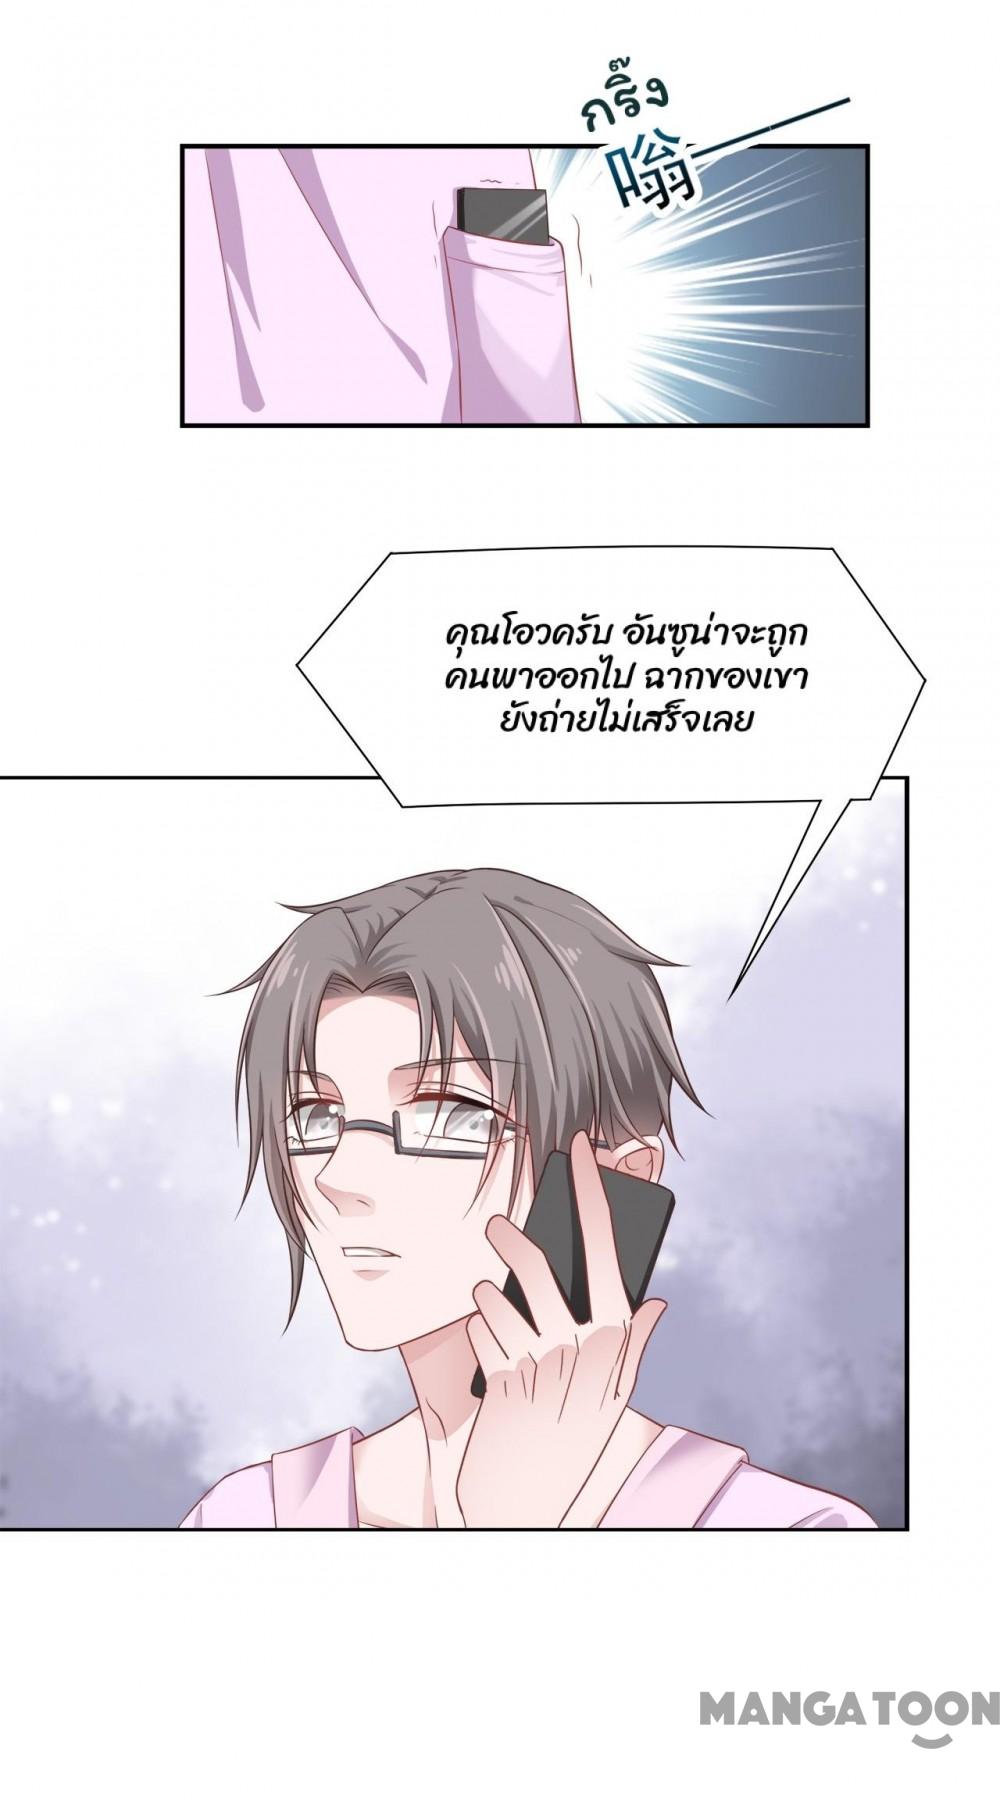 กริ๊ง
嗡
คุณโอวครับ อันซูน่าจะถูก
คนพาออกไป ฉากของเขา
ยังถ่ายไม่เสร็จเลย
MANGATOON